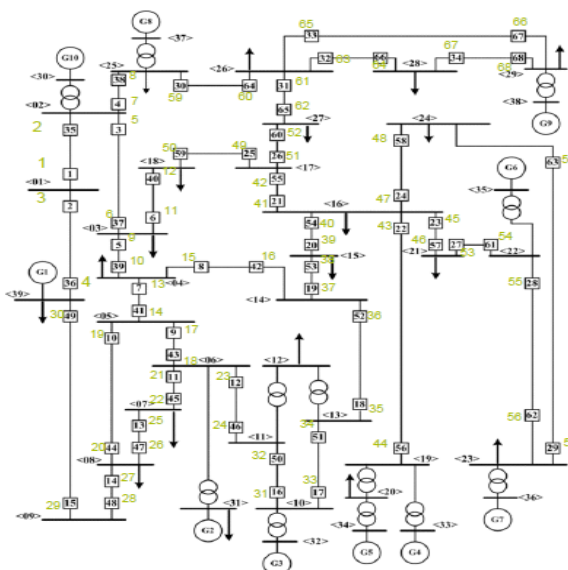 65 33 66 67
G8 <37>
G10 8 <25> <26> 32 63 66 64 67 34 68 68
38 30 64 61 <28> <29>
<30> 59 60 31
<02> 4 7 65 62 <38>
2 5 60 52 <27> <24> G9
35 3 50 49 48 58
59 25 26 51
<18> 12 <17> G6 63
1 1 40 42 55
<01> 24 47 <35>
3 2 6 11 41 21 <16>
6 37 54 40 43 22 23 45
<03> 9 46 57 27 61 54
5 20 39 <21> 53 <22>
G1 10 15 16 38 <15>
39 8 42 53
4 36 7 13 <04> 19 37 55 28
<39> <14>
30 49 41 14 52 36
<05>
19 10 9 17
43 18 <06> <12>
21 11 23 12
22 45 18 35 56 62
<07> 34 <13>
25 13 24 46 51 44 56
20 44 26 47 <11> <19> <23> 29
<08> 32 50
14 27 33 <20> <36>
29 15 48 28 <31> 31 16 17
<09> <10> <34> <33> G7
G2 <32> G5 G4
G3